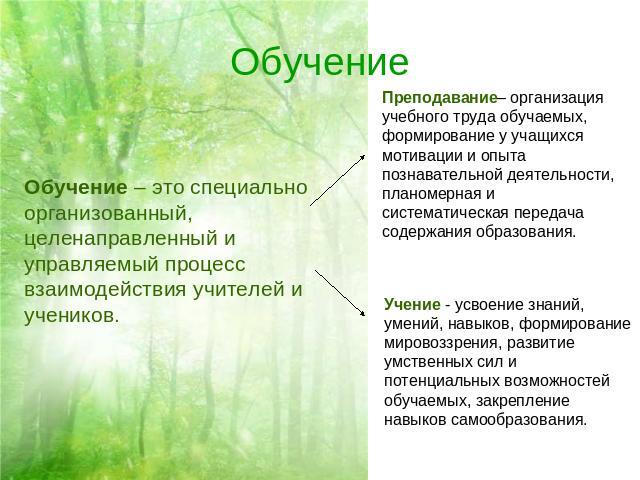 Обучение
Обучение – это специально
организованный,
целенаправленный и
управляемый процесс
взаимодействия учителей и
учеников.
Преподавание– организация
учебного труда обучаемых,
формирование у учащихся
мотивации и опыта
познавательной деятельности,
планомерная и
систематическая передача
содержания образования.
Учение - усвоение знаний,
умений, навыков, формирование
мировоззрения, развитие
умственных сил и
потенциальных возможностей
обучаемых, закрепление
навыков самообразования.